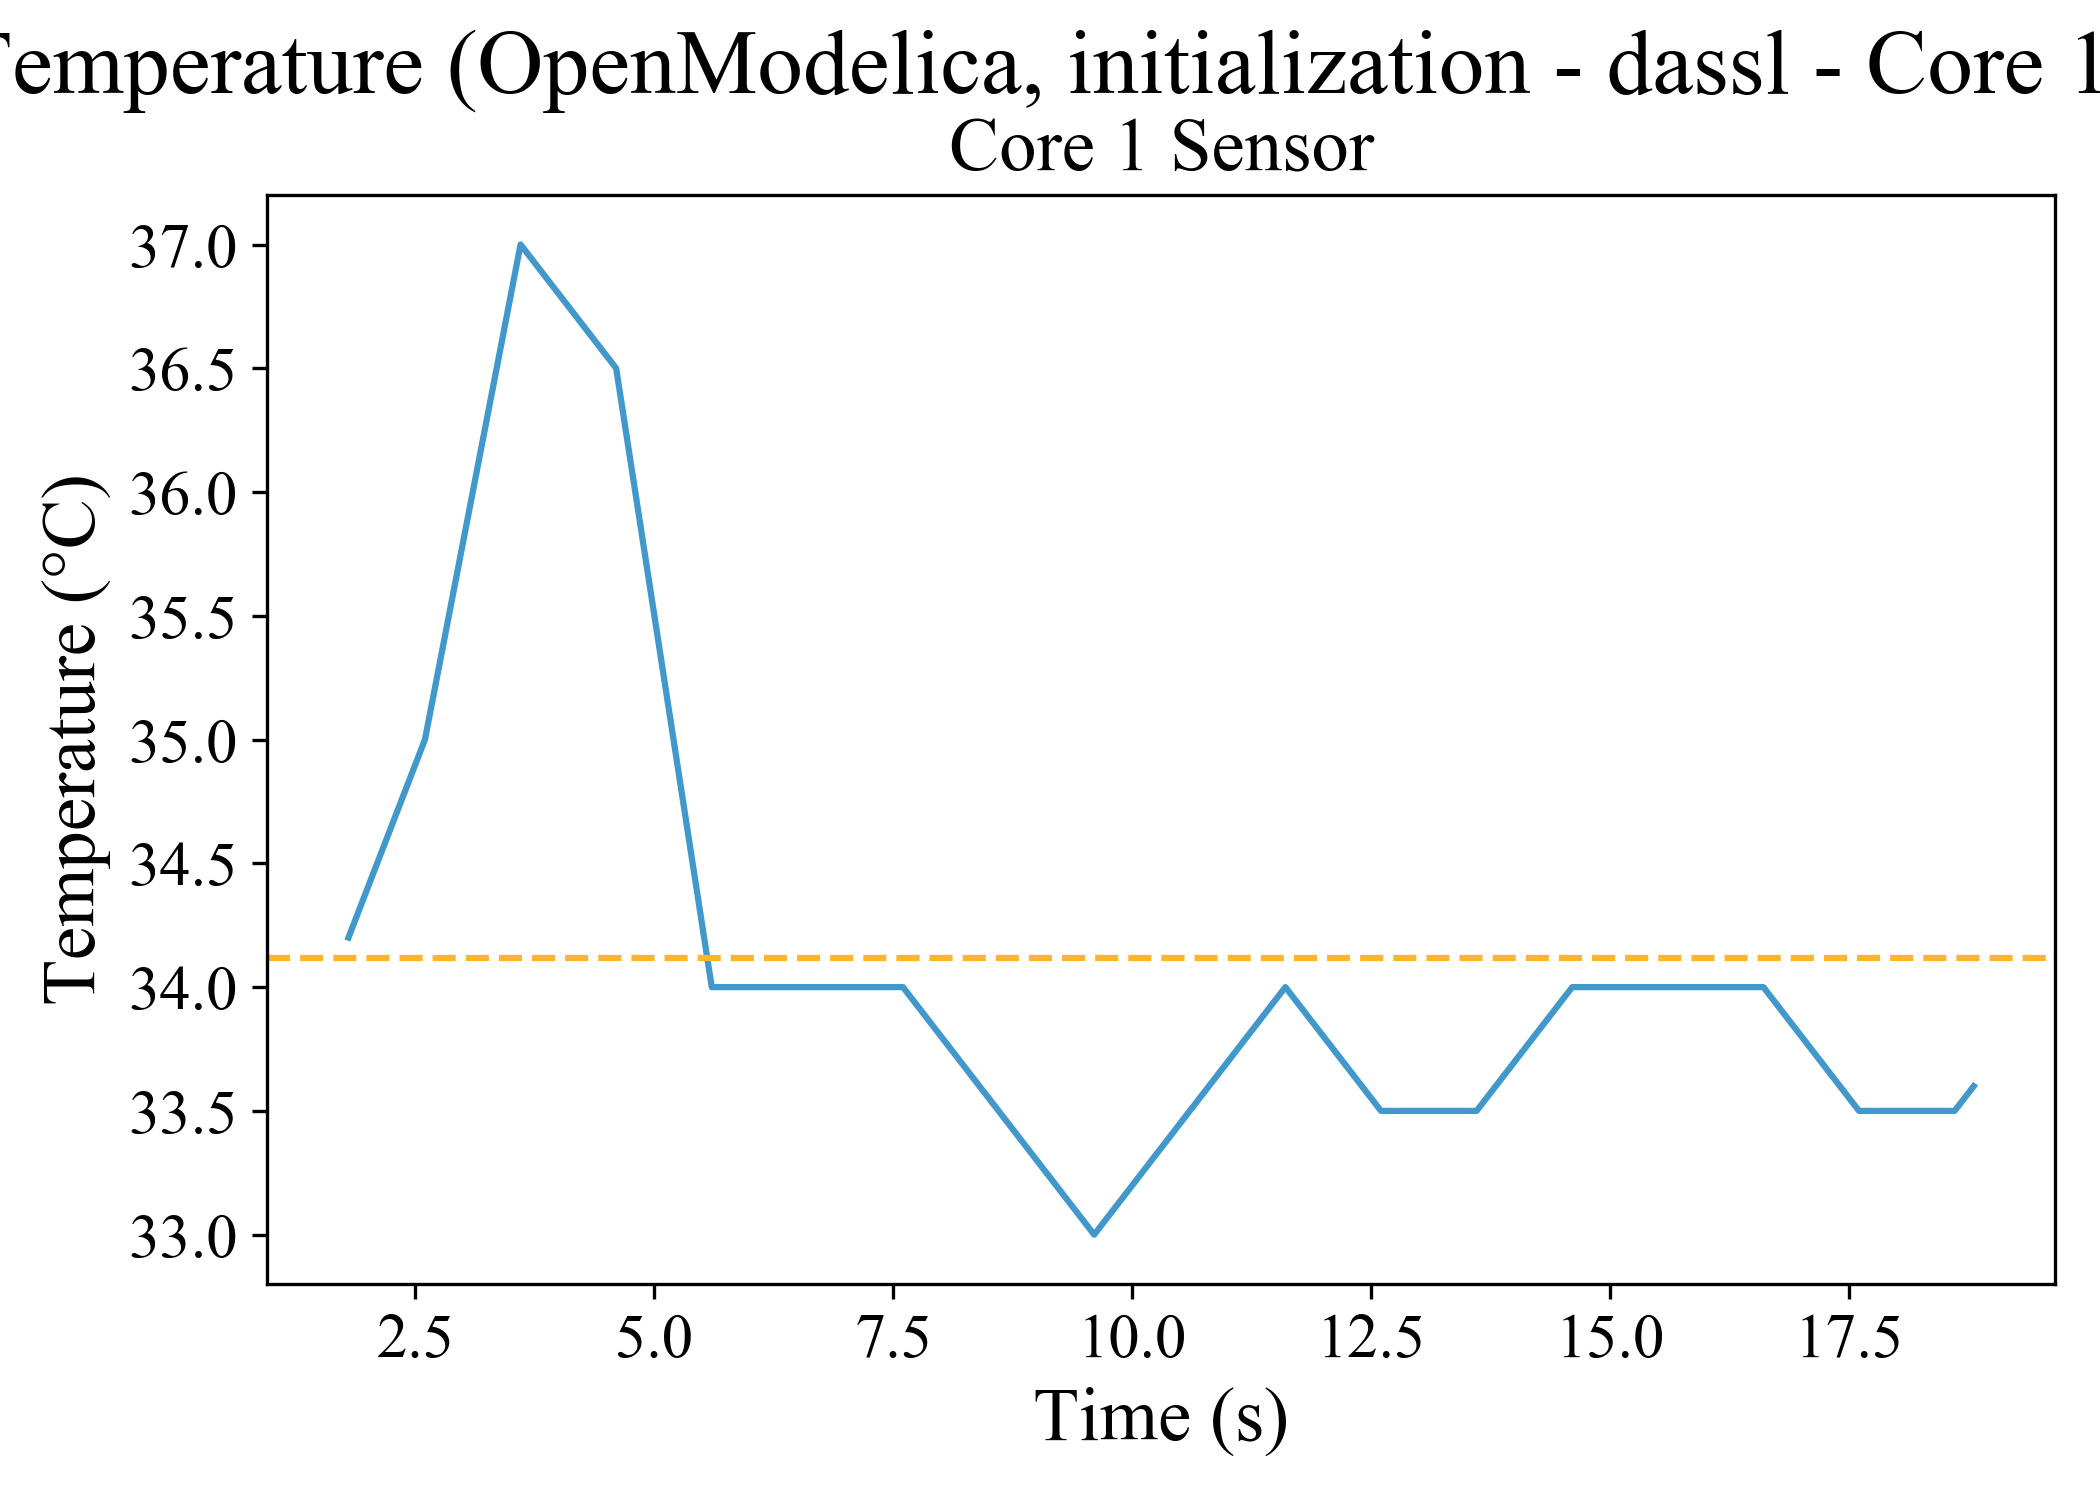 Temperature (OpenModelica, initialization - dassl - Core 1
Core 1 Sensor
Temperature (°C)
37.0
36.5
36.0
35.5
35.0
34.5
34.0
33.5
33.0
2.5 5.0 7.5 10.0 12.5 15.0 17.5
Time (s)